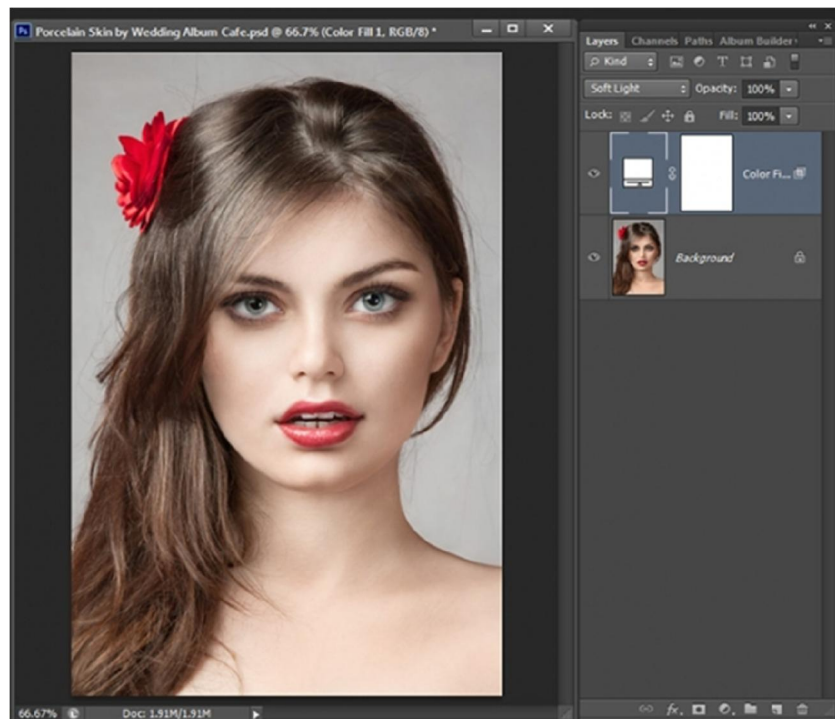 Porcelain Skin by Wedding Album Cafe.psd @ 66.7% (Color Fill 1, RGB/8) *
Layers Channels Paths Album Builder
Kind
Soft Light Opacity: 100%
Lock: Fill: 100%
Color Fi...
Background
66.67% Doc: 1.91M/1.91M
fx.